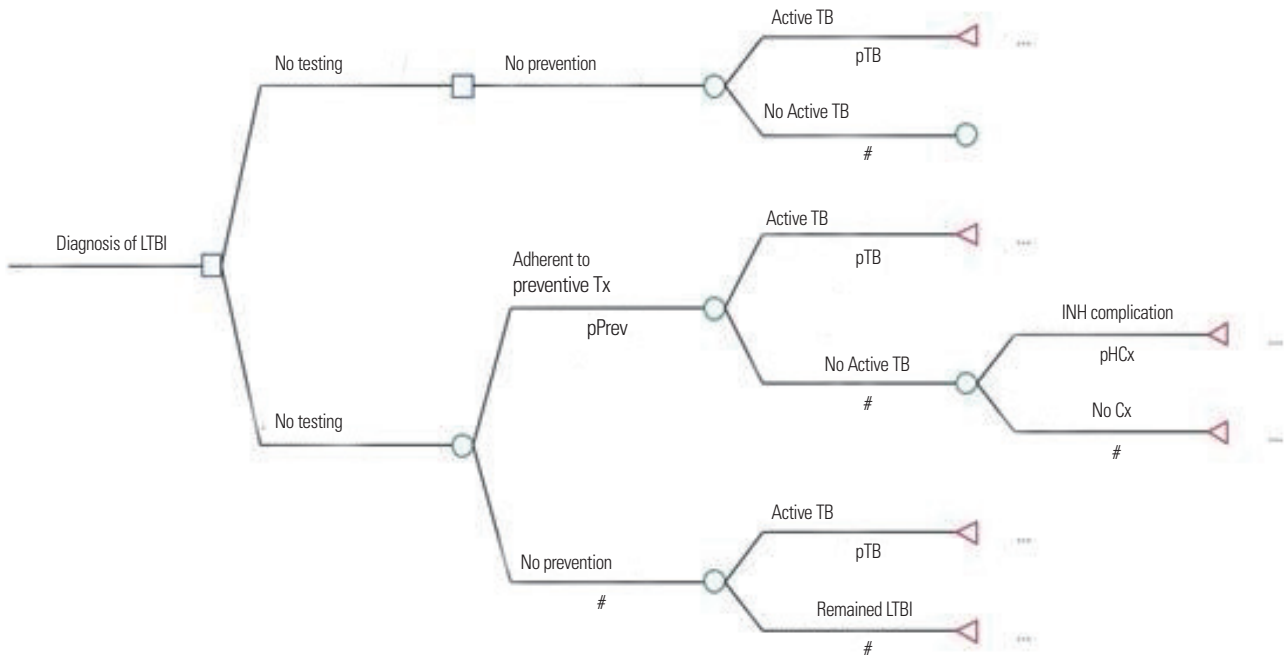 Active TB
pTB
...
No testing
No prevention
No Active TB
#
Diagnosis of LTBI
Active TB
pTB
...
Adherent to
preventive Tx
pPrev
INH complication
pHCx
...
No Active TB
#
No Cx
#
...
No testing
Active TB
pTB
...
No prevention
#
Remained LTBI
#
...